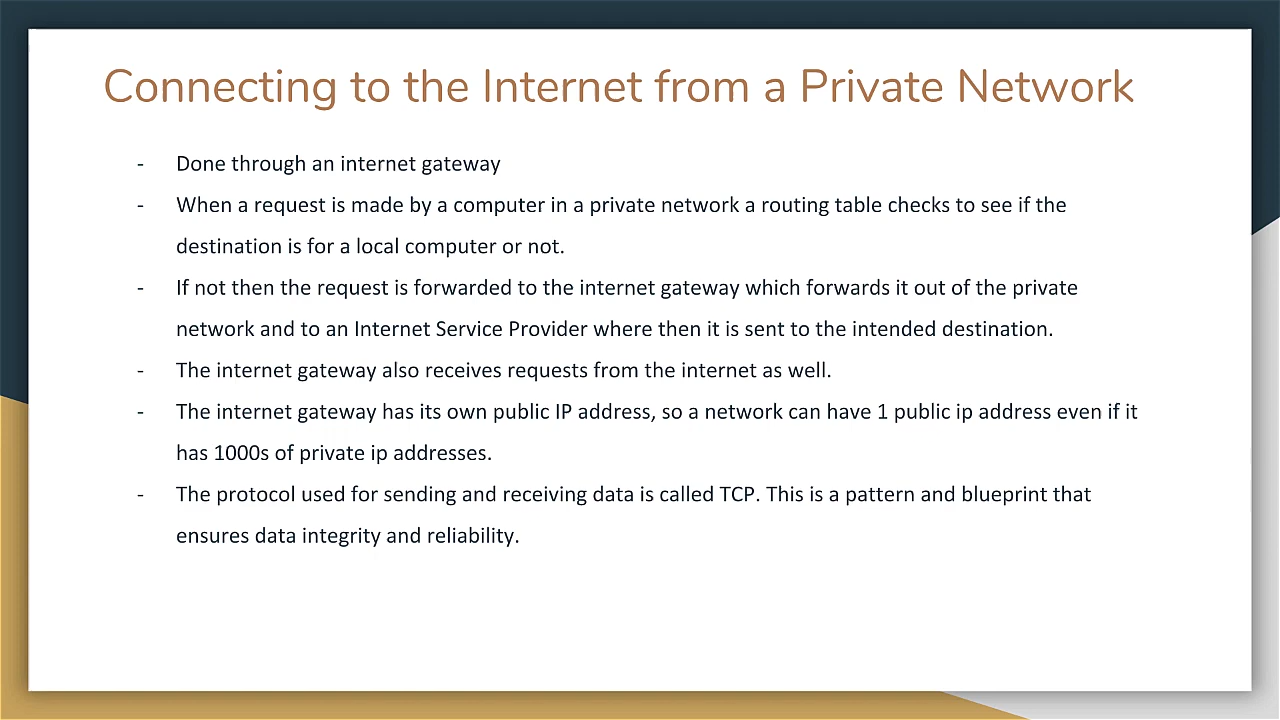 Connecting to the Internet from a Private Network
- Done through an internet gateway
- When a request is made by a computer in a private network a routing table checks to see if the
destination is for a local computer or not.
- If not then the request is forwarded to the internet gateway which forwards it out of the private
network and to an Internet Service Provider where then it is sent to the intended destination.
- The internet gateway also receives requests from the internet as well.
- The internet gateway has its own public IP address, so a network can have 1 public ip address even if it
has 1000s of private ip addresses.
- The protocol used for sending and receiving data is called TCP. This is a pattern and blueprint that
ensures data integrity and reliability.